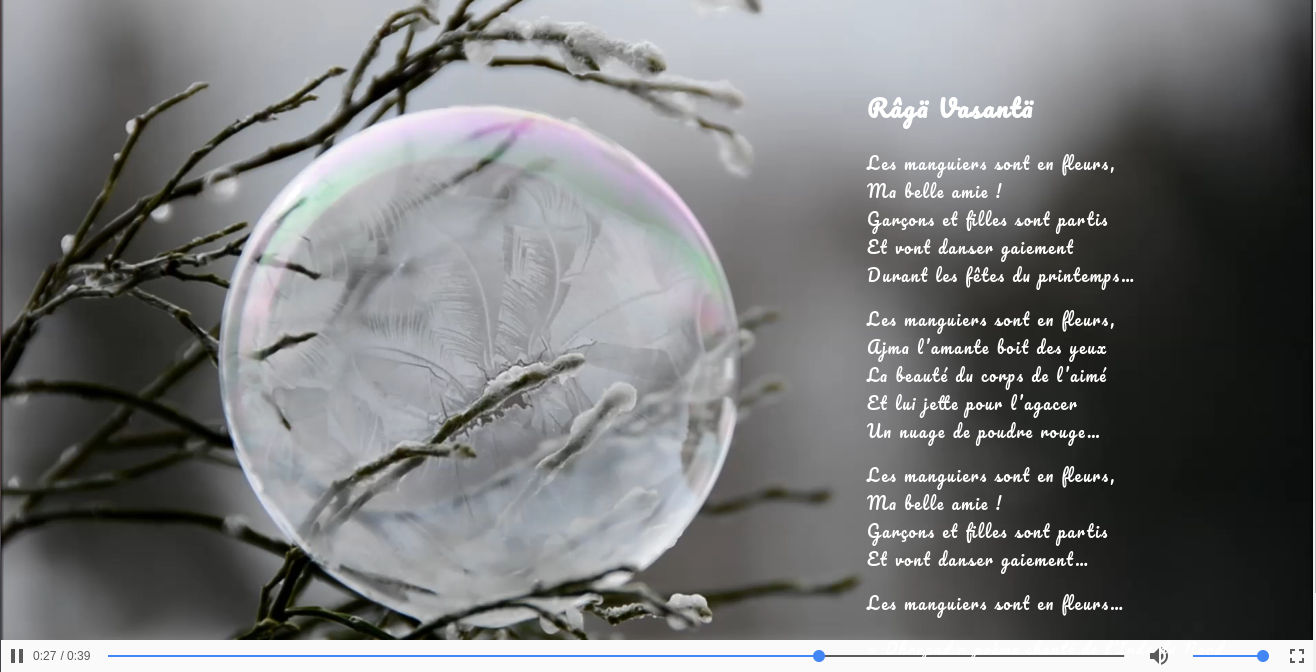 Râgä Vasantä
Les manguiers sont en fleurs,
Ma belle amie !
Garçons et filles sont partis
Et vont danser gaiement
Durant les fêtes du printemps...
Les manguiers sont en fleurs,
Ajma l'amante boit des yeux
La beauté du corps de l'aimé
Et lui jette pour l'agacer
Un nuage de poudre rouge...
Les manguiers sont en fleurs,
Ma belle amie !
Garçons et filles sont partis
Et vont danser gaiement...
Les manguiers sont en fleurs...
0:27 / 0:39